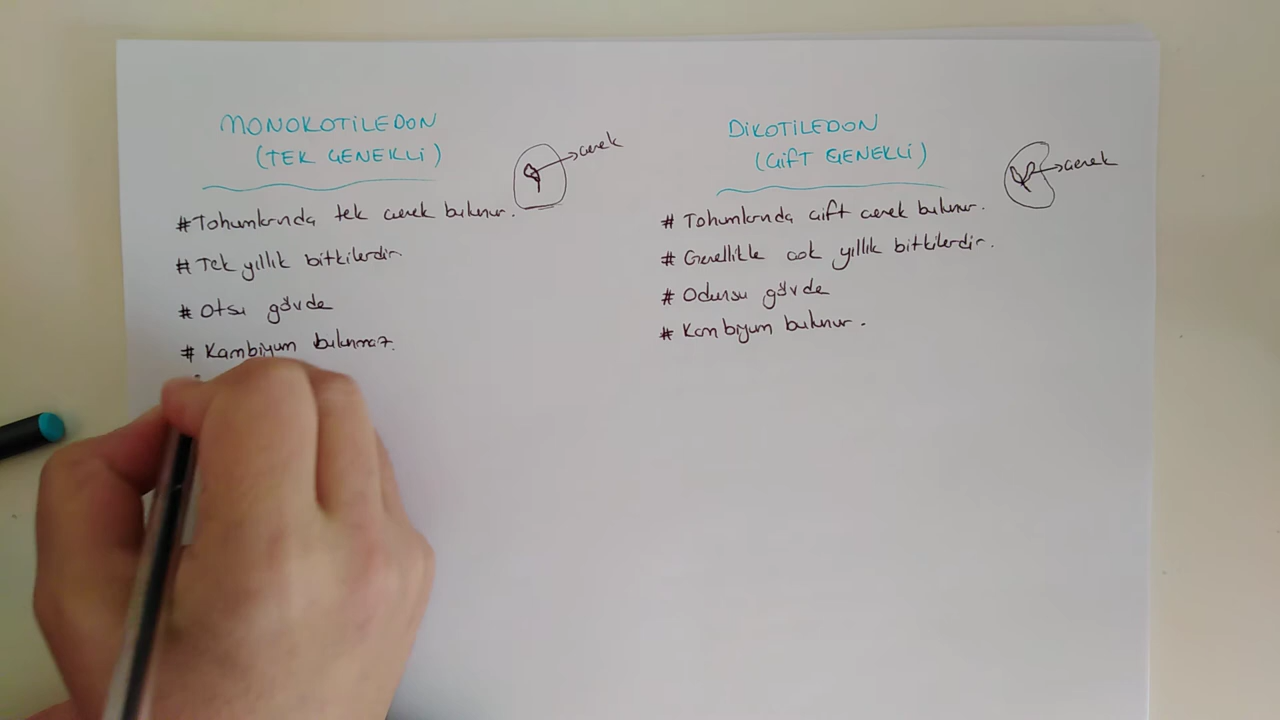 MONOKOTİLEDON
(TEK ÇENEKLİ)
çenek
#Tohumlarında tek çenek bulunur.
#Tek yıllık bitkilerdir.
#Otsu gövde
#Kambiyum bulunmaz.
DİKOTİLEDON
(ÇİFT ÇENEKLİ)
çenek
#Tohumlarında çift çenek bulunur.
#Genellikle çok yıllık bitkilerdir.
#Odunsu gövde
#Kambiyum bulunur.